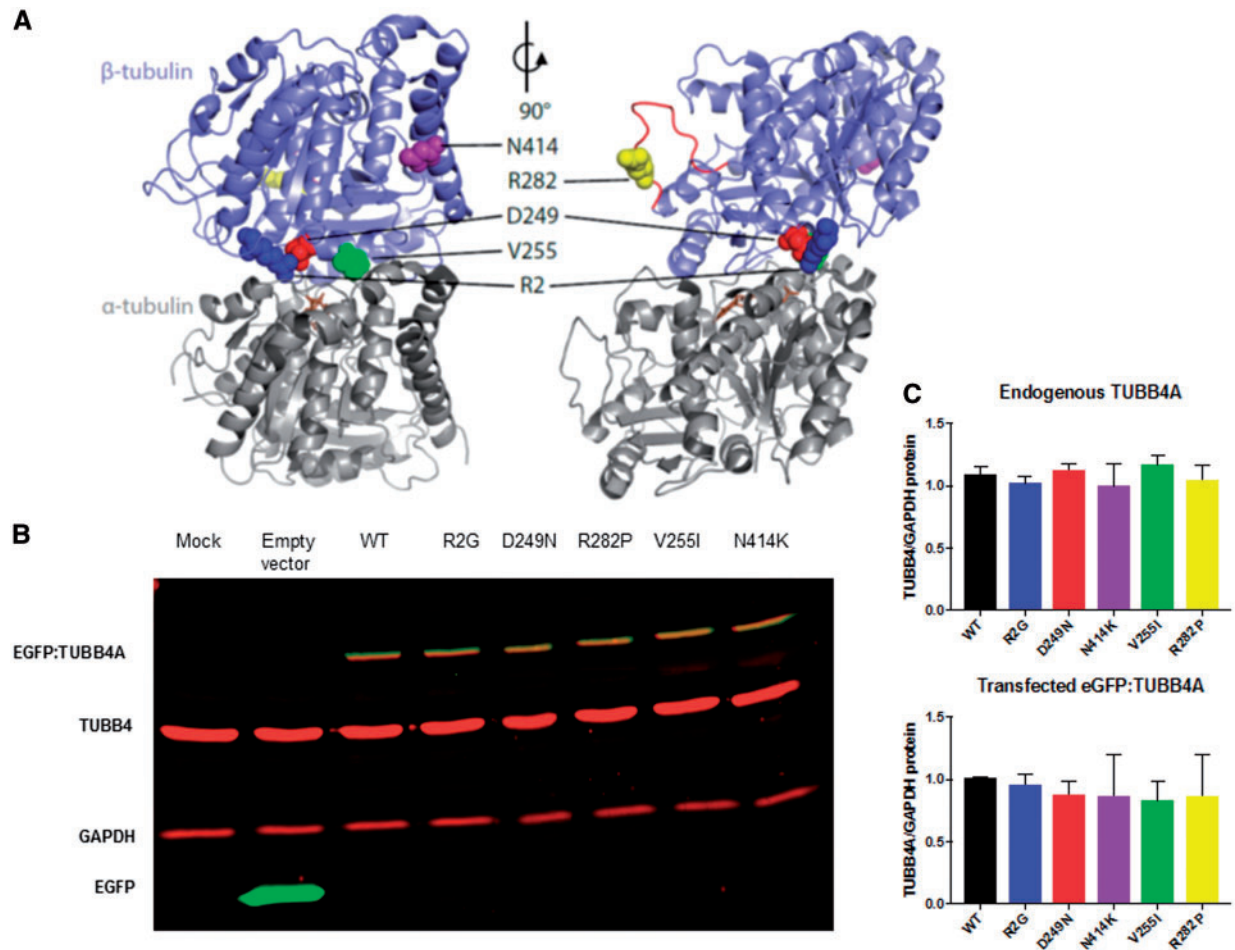 A
β-tubulin
90°
N414
R282
D249
V255
R2
α-tubulin
B
Mock Empty vector WT R2G D249N R282P V255I N414K
EGFP:TUBB4A
TUBB4
GAPDH
EGFP
C
Endogenous TUBB4A
TUBB4/GAPDH protein
1.5
1.0
0.5
0.0
WT R2G D249N N414K V255I R282P
Transfected eGFP:TUBB4A
TUBB4A/GAPDH protein
1.5
1.0
0.5
0.0
WT R2G D249N N414K V255I R282P